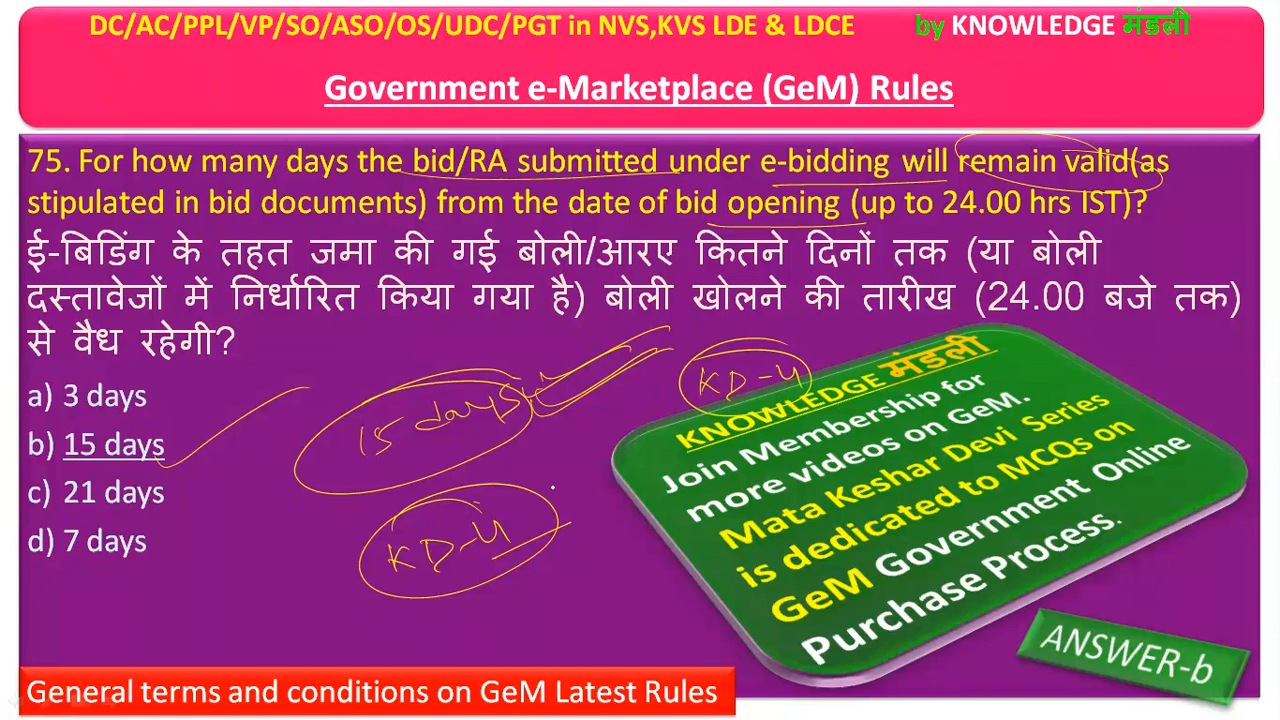 DC/AC/PPL/VP/SO/ASO/OS/UDC/PGT in NVS,KVS LDE & LDCE by KNOWLEDGE मंडली
Government e-Marketplace (GeM) Rules
75. For how many days the bid/RA submitted under e-bidding will remain valid(as
stipulated in bid documents) from the date of bid opening (up to 24.00 hrs IST)?
ई-बिडिंग के तहत जमा की गई बोली/आरए कितने दिनों तक (या बोली
दस्तावेजों में निर्धारित किया गया है) बोली खोलने की तारीख (24.00 बजे तक)
से वैध रहेगी?
a) 3 days
b) 15 days
c) 21 days
d) 7 days
15 days
KD-4
KD-4
KNOWLEDGE मंडली
Join Membership for
more videos on GeM.
Mata Keshar Devi Series
is dedicated to MCQs on
GeM Government Online
Purchase Process.
ANSWER-b
General terms and conditions on GeM Latest Rules